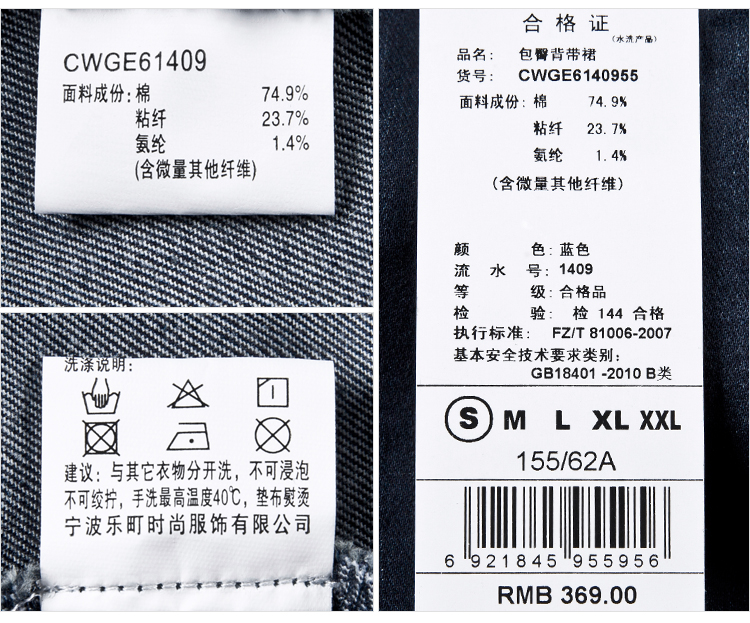 CWGE61409
面料成份: 棉 74.9%
粘纤 23.7%
氨纶 1.4%
(含微量其他纤维)
洗涤说明:
建议: 与其它衣物分开洗, 不可浸泡
不可绞拧, 手洗最高温度40℃, 垫布熨烫
宁波乐町时尚服饰有限公司
合格证
(水洗产品)
品名: 包臀背带裙
货号: CWGE6140955
面料成份: 棉 74.9%
粘纤 23.7%
氨纶 1.4%
(含微量其他纤维)
颜色: 蓝色
流水号: 1409
等级: 合格品
检验: 检 144 合格
执行标准: FZ/T 81006-2007
基本安全技术要求类别:
GB18401 -2010 B类
S M L XL XXL
155/62A
6 921845 955956
RMB 369.00